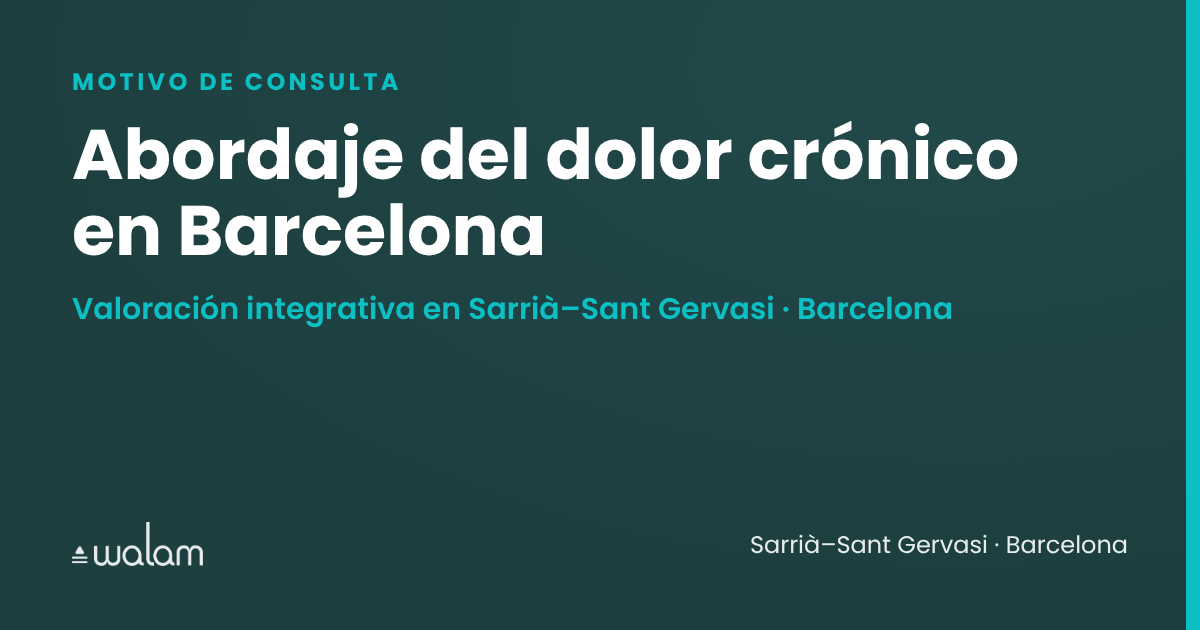 MOTIVO DE CONSULTA
Abordaje del dolor crónico
en Barcelona
Valoración integrativa en Sarrià–Sant Gervasi · Barcelona
walam
Sarrià–Sant Gervasi · Barcelona